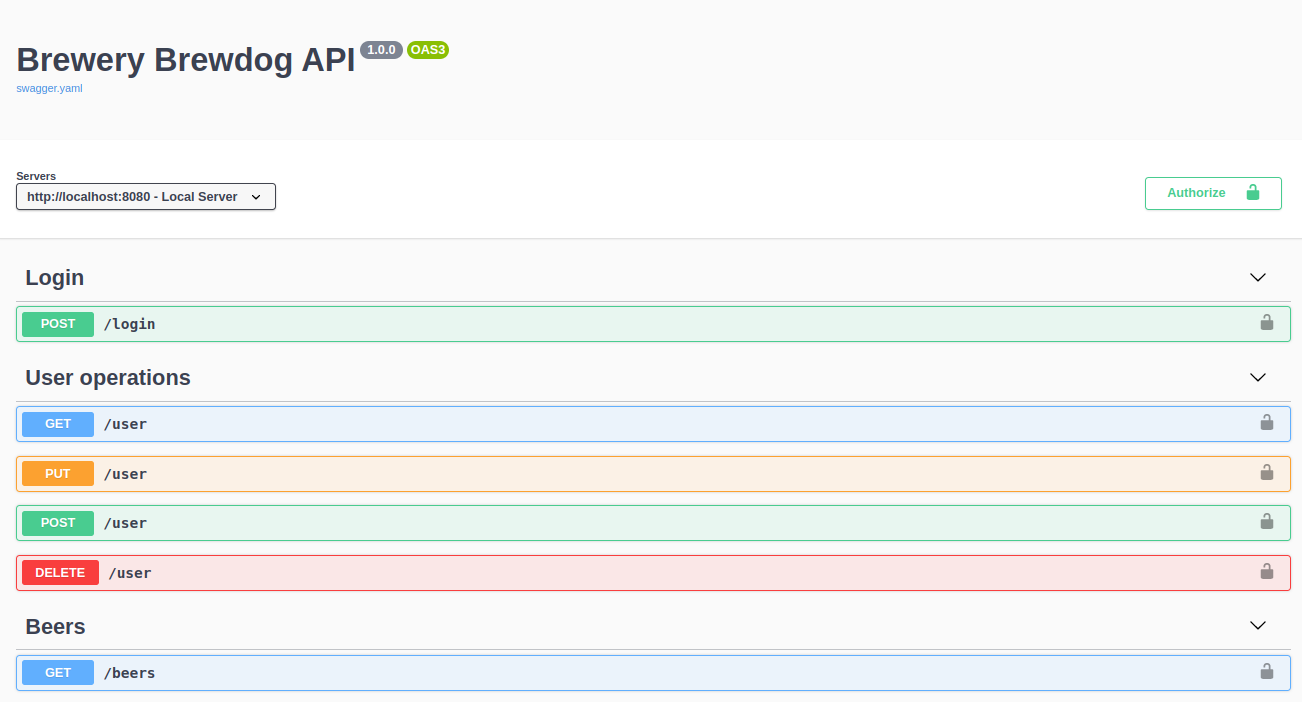 Brewery Brewdog API 1.0.0 OAS3
swagger.yaml
Servers
http://localhost:8080 - Local Server
Authorize
Login
POST /login
User operations
GET /user
PUT /user
POST /user
DELETE /user
Beers
GET /beers